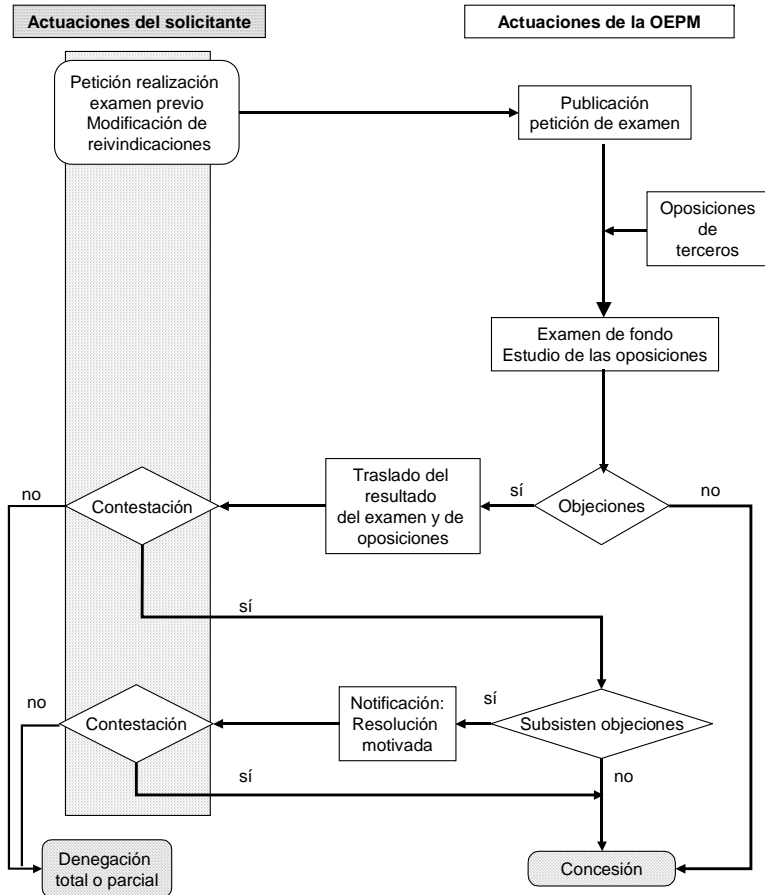 Actuaciones del solicitante
Actuaciones de la OEPM
Petición realización
examen previo
Modificación de
reivindicaciones
Publicación
petición de examen
Oposiciones
de
terceros
Examen de fondo
Estudio de las oposiciones
no
Contestación
Traslado del
resultado
del examen y de
oposiciones
sí
Objeciones
no
sí
no
Contestación
Notificación:
Resolución
motivada
sí
Subsisten objeciones
sí
no
Denegación
total o parcial
Concesión